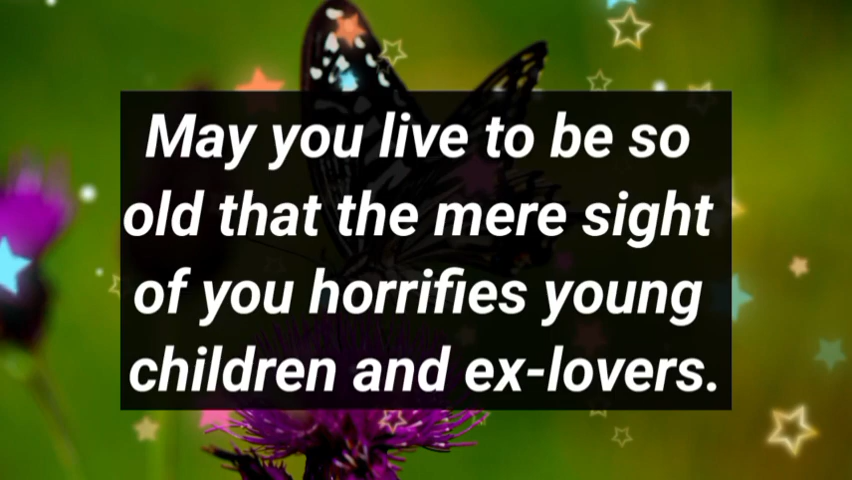 May you live to be so
old that the mere sight
of you horrifies young
children and ex-lovers.